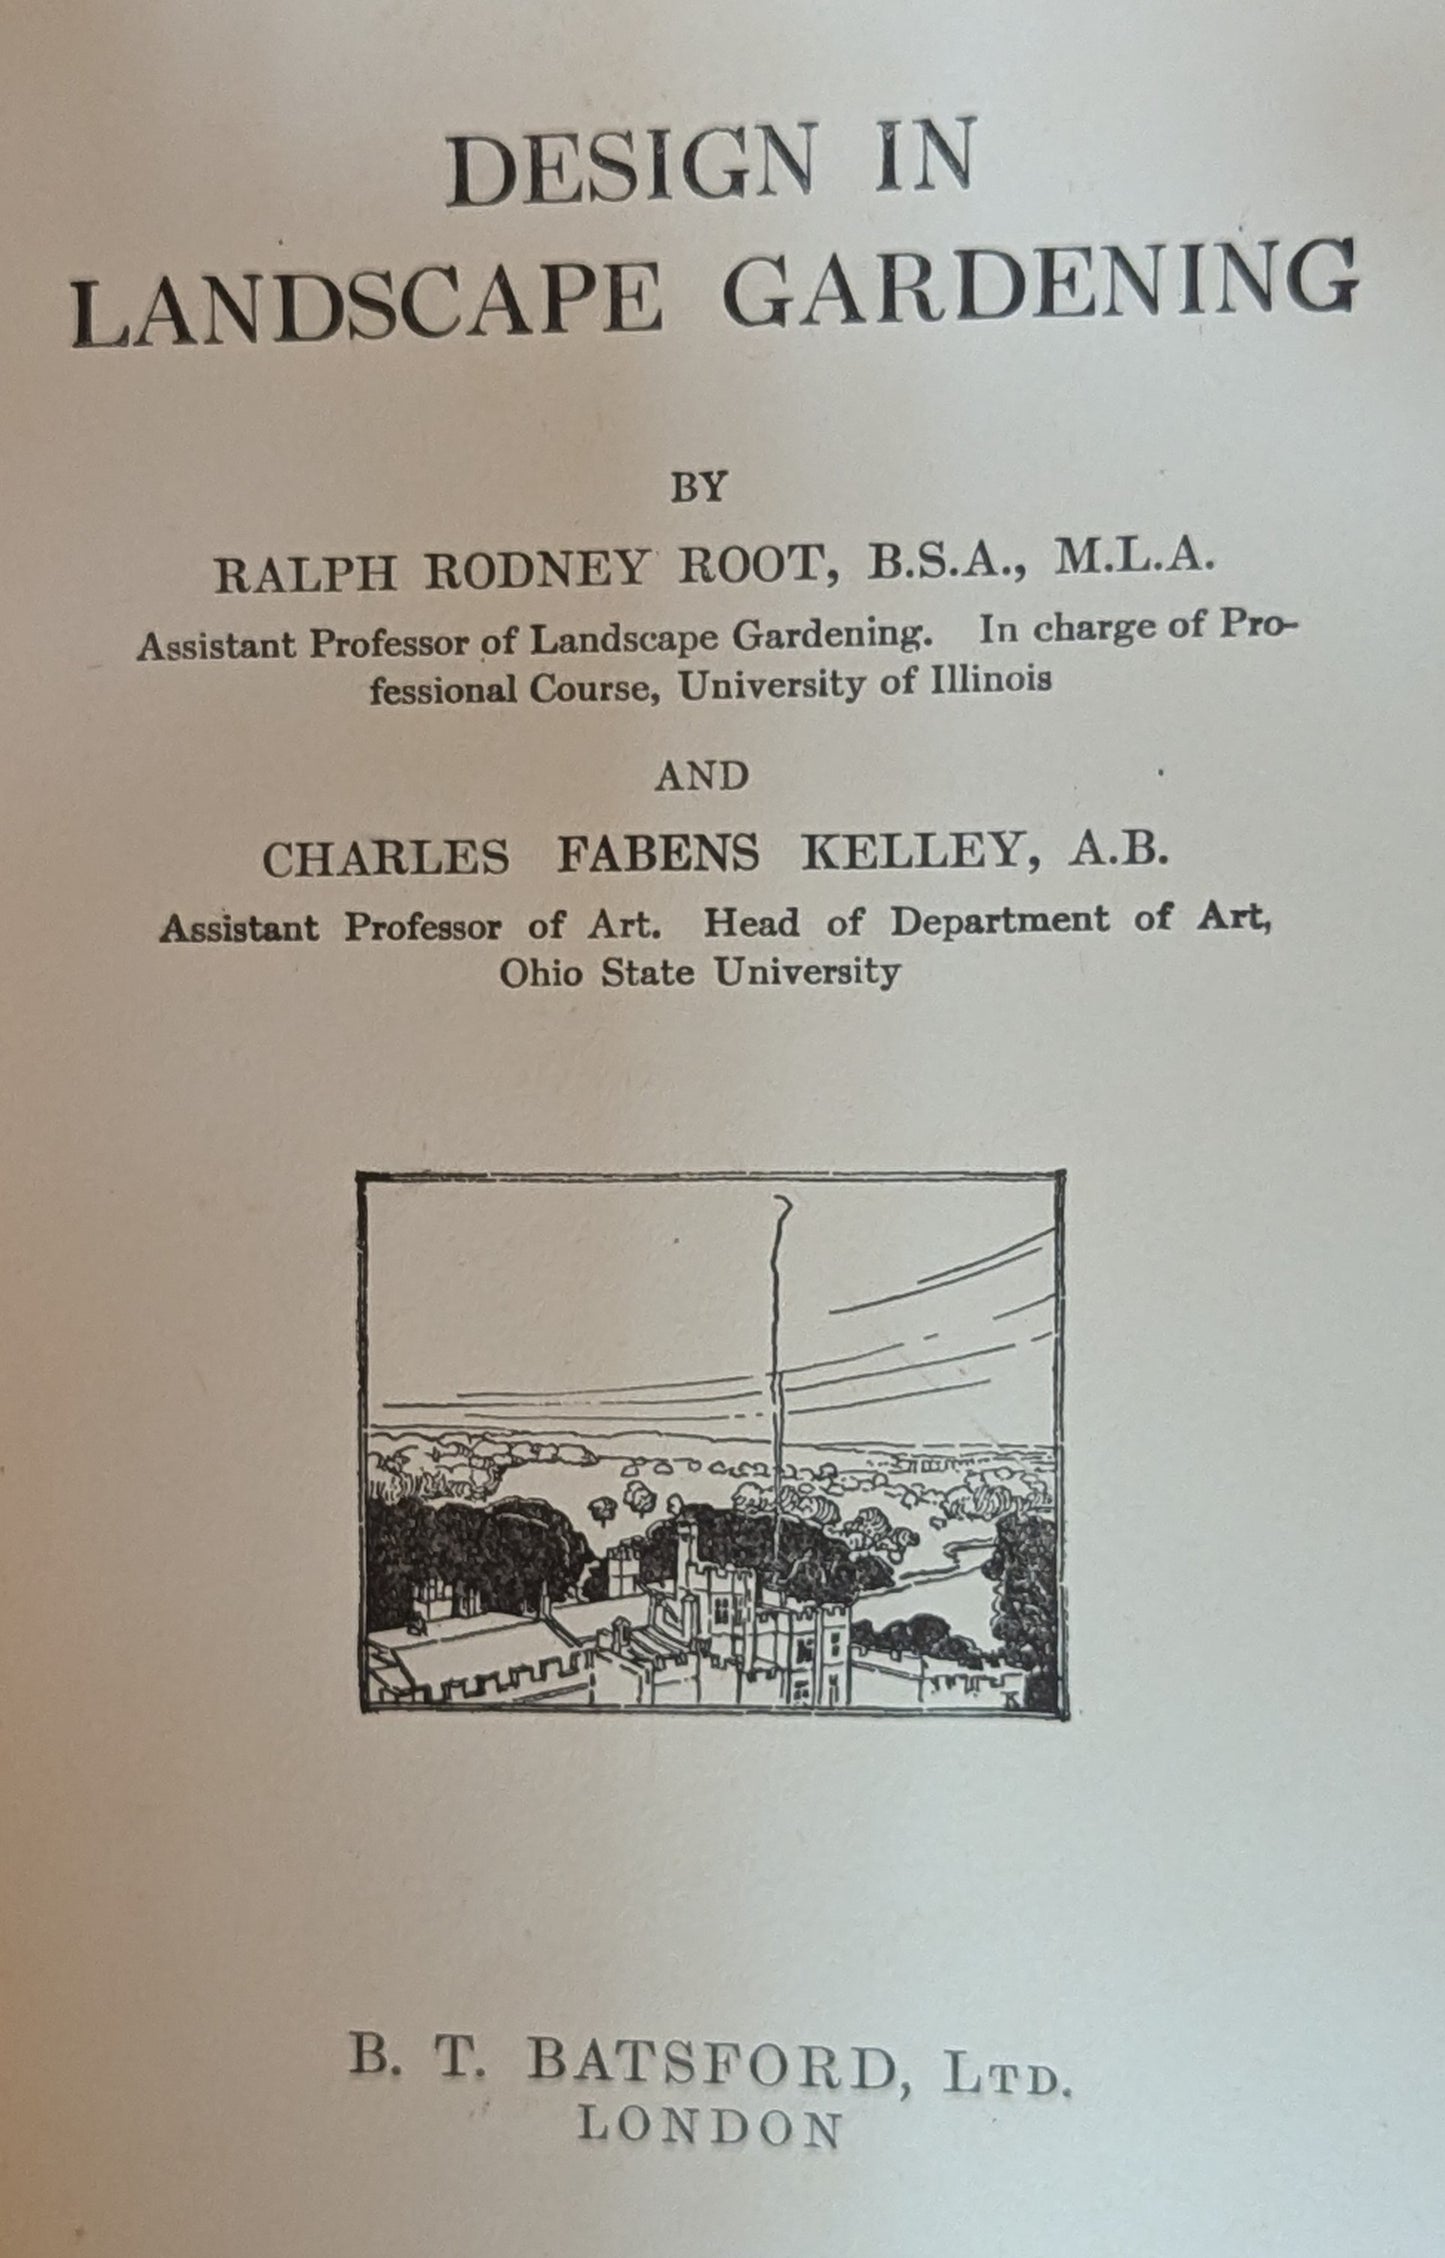 DESIGN IN
LANDSCAPE GARDENING
BY
RALPH RODNEY ROOT, B.S.A., M.L.A.
Assistant Professor of Landscape Gardening. In charge of Pro-
fessional Course, University of Illinois
AND
CHARLES FABENS KELLEY, A.B.
Assistant Professor of Art. Head of Department of Art,
Ohio State University
K
B. T. BATSFORD, LTD.
LONDON